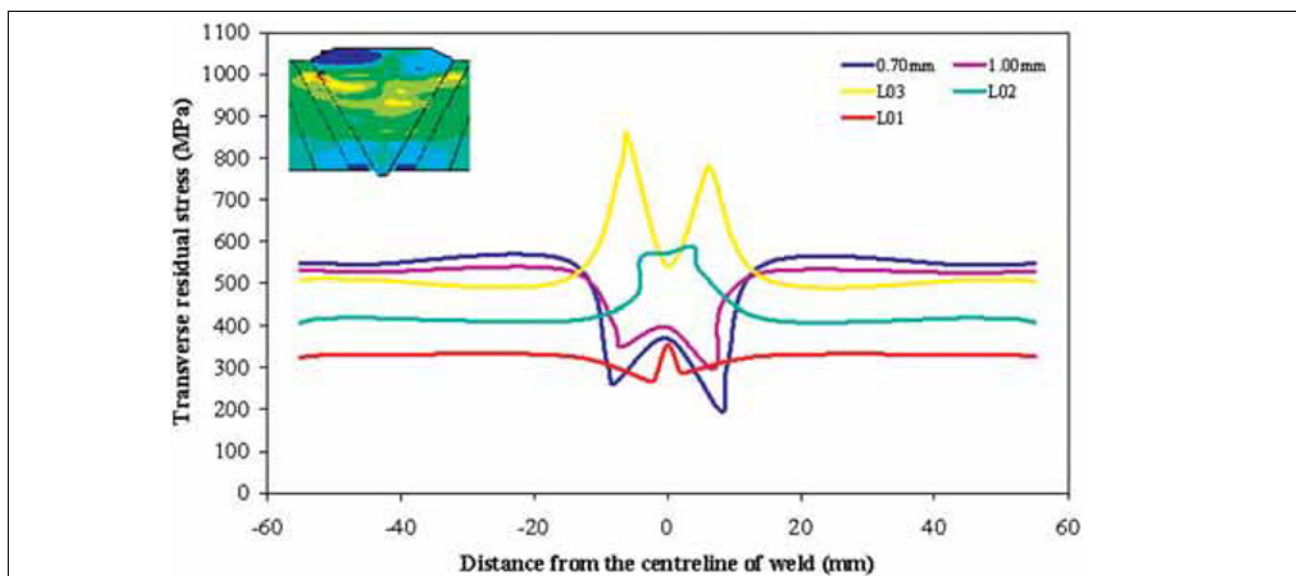 1100
1000
900
800
700
600
500
400
300
200
100
0
Transverse residual stress (MPa)
0.70mm 1.00mm
L03 L02
L01
-60 -40 -20 0 20 40 60
Distance from the centreline of weld (mm)